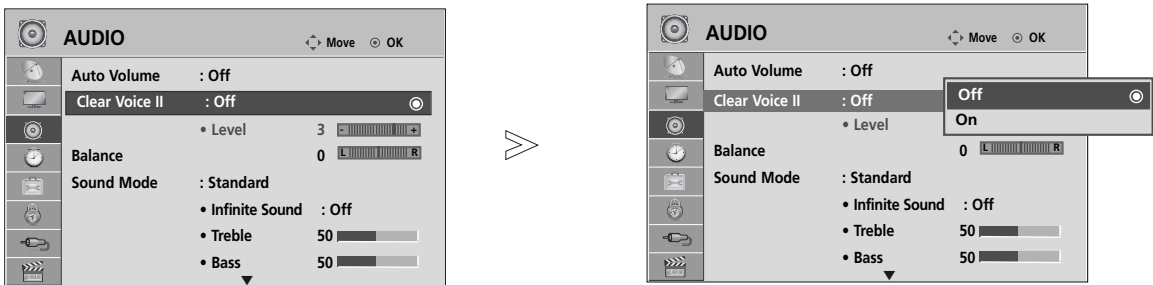 AUDIO Move OK
Auto Volume : Off
Clear Voice II : Off
• Level 3 - +
Balance 0 L R
Sound Mode : Standard
• Infinite Sound : Off
• Treble 50
• Bass 50
AUDIO Move OK
Auto Volume : Off
Clear Voice II : Off
Off
On
• Level
Balance 0 L R
Sound Mode : Standard
• Infinite Sound : Off
• Treble 50
• Bass 50